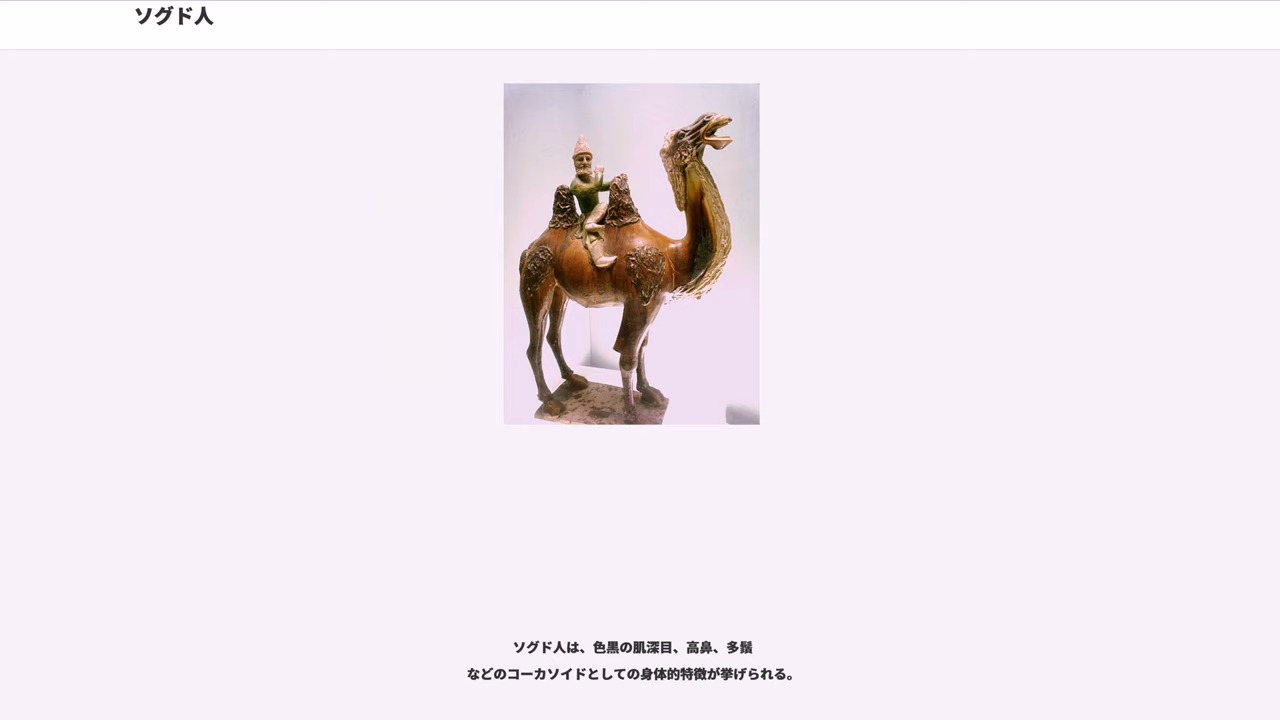 ソグド人
ソグド人は、色黒の肌深目、高鼻、多鬚
などのコーカソイドとしての身体的特徴が挙げられる。